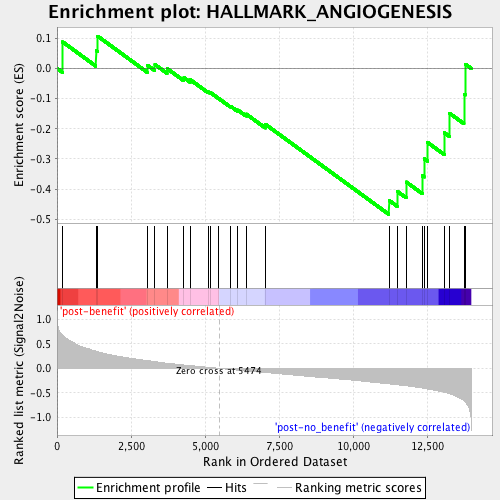 Enrichment plot: HALLMARK_ANGIOGENESIS
Enrichment score (ES)
0.1
0.0
-0.1
-0.2
-0.3
-0.4
-0.5
'post-benefit' (positively correlated)
Ranked list metric (Signal2Noise)
1.0
0.5
0.0
-0.5
-1.0
Zero cross at 5474
'post-no_benefit' (negatively correlated)
0
2,500
5,000
7,500
10,000
12,500
Rank in Ordered Dataset
Enrichment profile
Hits
Ranking metric scores